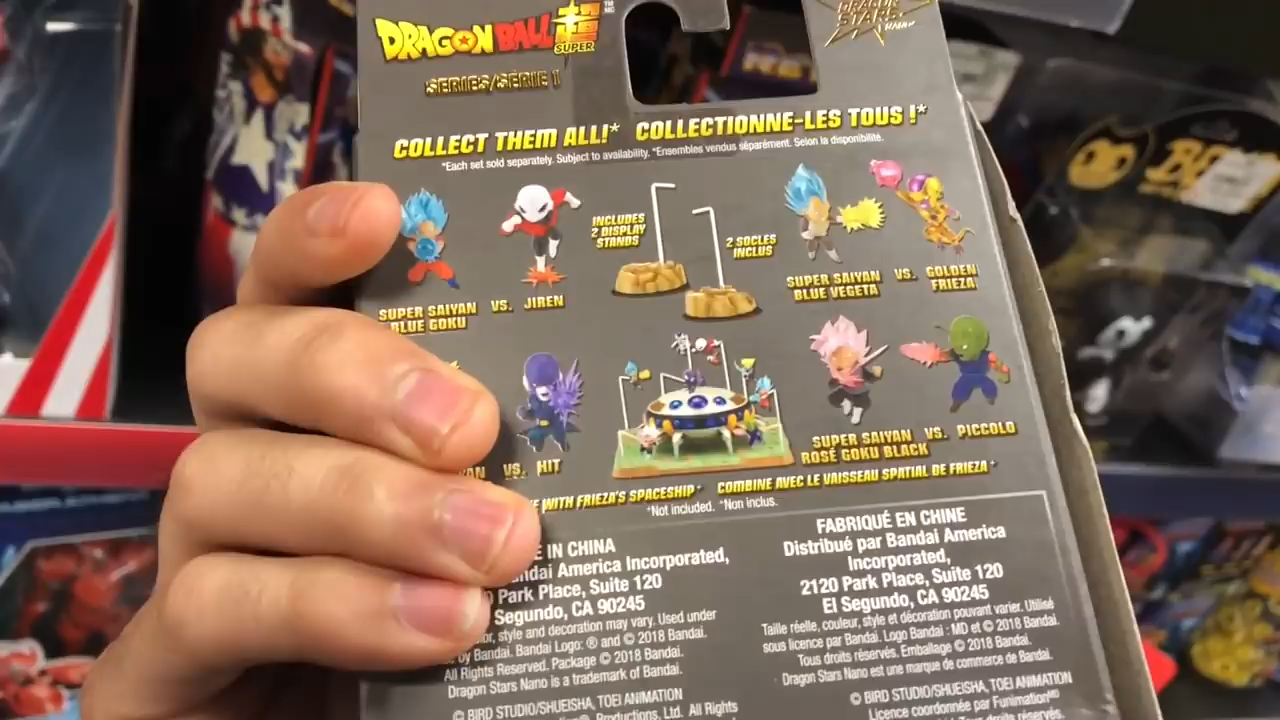 DRAGON BALL 超
SUPER
TM
MC
SERIES/SÉRIE 1
DRAGON
STARS
NANO
COLLECT THEM ALL!* COLLECTIONNE-LES TOUS !*
*Each set sold separately. Subject to availability. *Ensembles vendus séparément. Selon la disponibilité.
INCLUDES
2 DISPLAY
STANDS
2 SOCLES
INCLUS
SUPER SAIYAN
BLUE GOKU
VS. JIREN
SUPER SAIYAN
BLUE VEGETA
VS. GOLDEN
FRIEZA
VS. HIT
SUPER SAIYAN
ROSÉ GOKU BLACK
VS. PICCOLO
WITH FRIEZA'S SPACESHIP* COMBINE AVEC LE VAISSEAU SPATIAL DE FRIEZA*
*Not included. *Non inclus.
IN CHINA
Bandai America Incorporated,
Park Place, Suite 120
Segundo, CA 90245
style and decoration may vary. Used under
by Bandai. Bandai Logo: ® and © 2018 Bandai.
All Rights Reserved. Package © 2018 Bandai.
Dragon Stars Nano is a trademark of Bandai.
© BIRD STUDIO/SHUEISHA, TOEI ANIMATION
Productions, Ltd. All Rights
FABRIQUÉ EN CHINE
Distribué par Bandai America
Incorporated,
2120 Park Place, Suite 120
El Segundo, CA 90245
Taille réelle, couleur, style et décoration peuvent varier. Utilisé
sous licence par Bandai. Logo Bandai : MD et © 2018 Bandai.
Tous droits réservés. Emballage © 2018 Bandai.
Dragon Stars Nano est une marque de commerce de Bandai.
© BIRD STUDIO/SHUEISHA, TOEI ANIMATION
Licence coordonnée par Funimation MD